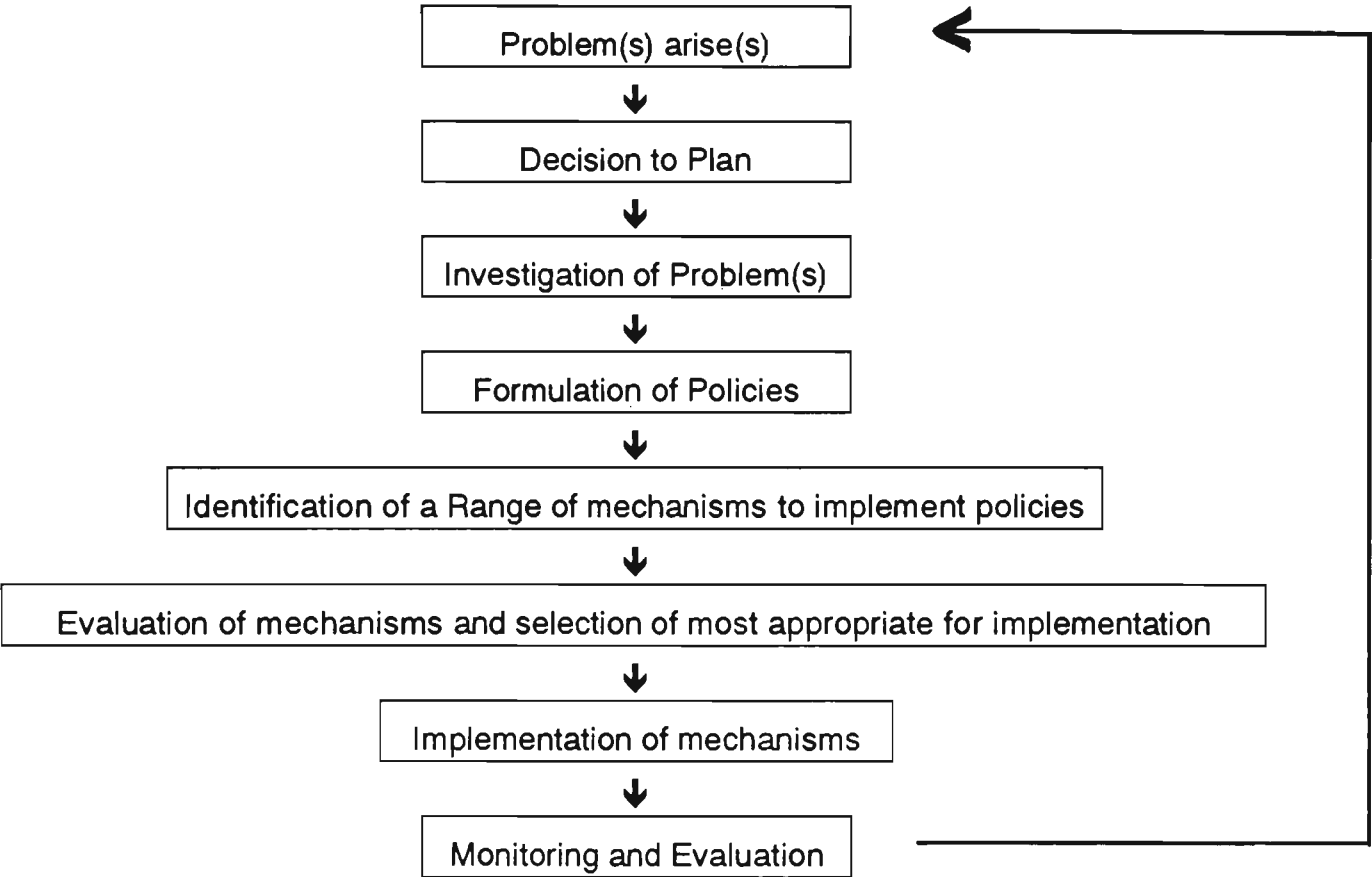 Problem(s) arise(s)
Decision to Plan
Investigation of Problem(s)
Formulation of Policies
Identification of a Range of mechanisms to implement policies
Evaluation of mechanisms and selection of most appropriate for implementation
Implementation of mechanisms
Monitoring and Evaluation